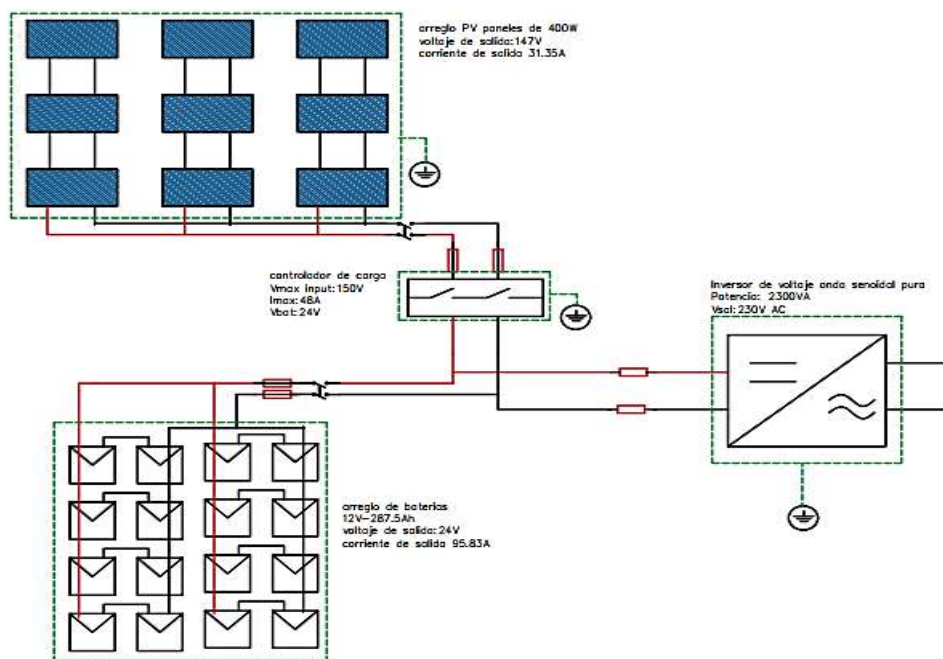 arreglo PV paneles de 400W
voltaje de salida:147V
corriente de salida 31.35A
controlador de carga
Vmax input:150V
Imax:48A
Vbat:24V
Inversor de voltaje onda senoidal pura
Potencia: 2300VA
Vsal:230V AC
arreglo de baterias
12V-287.5Ah
voltaje de salida:24V
corriente de salida 95.83A